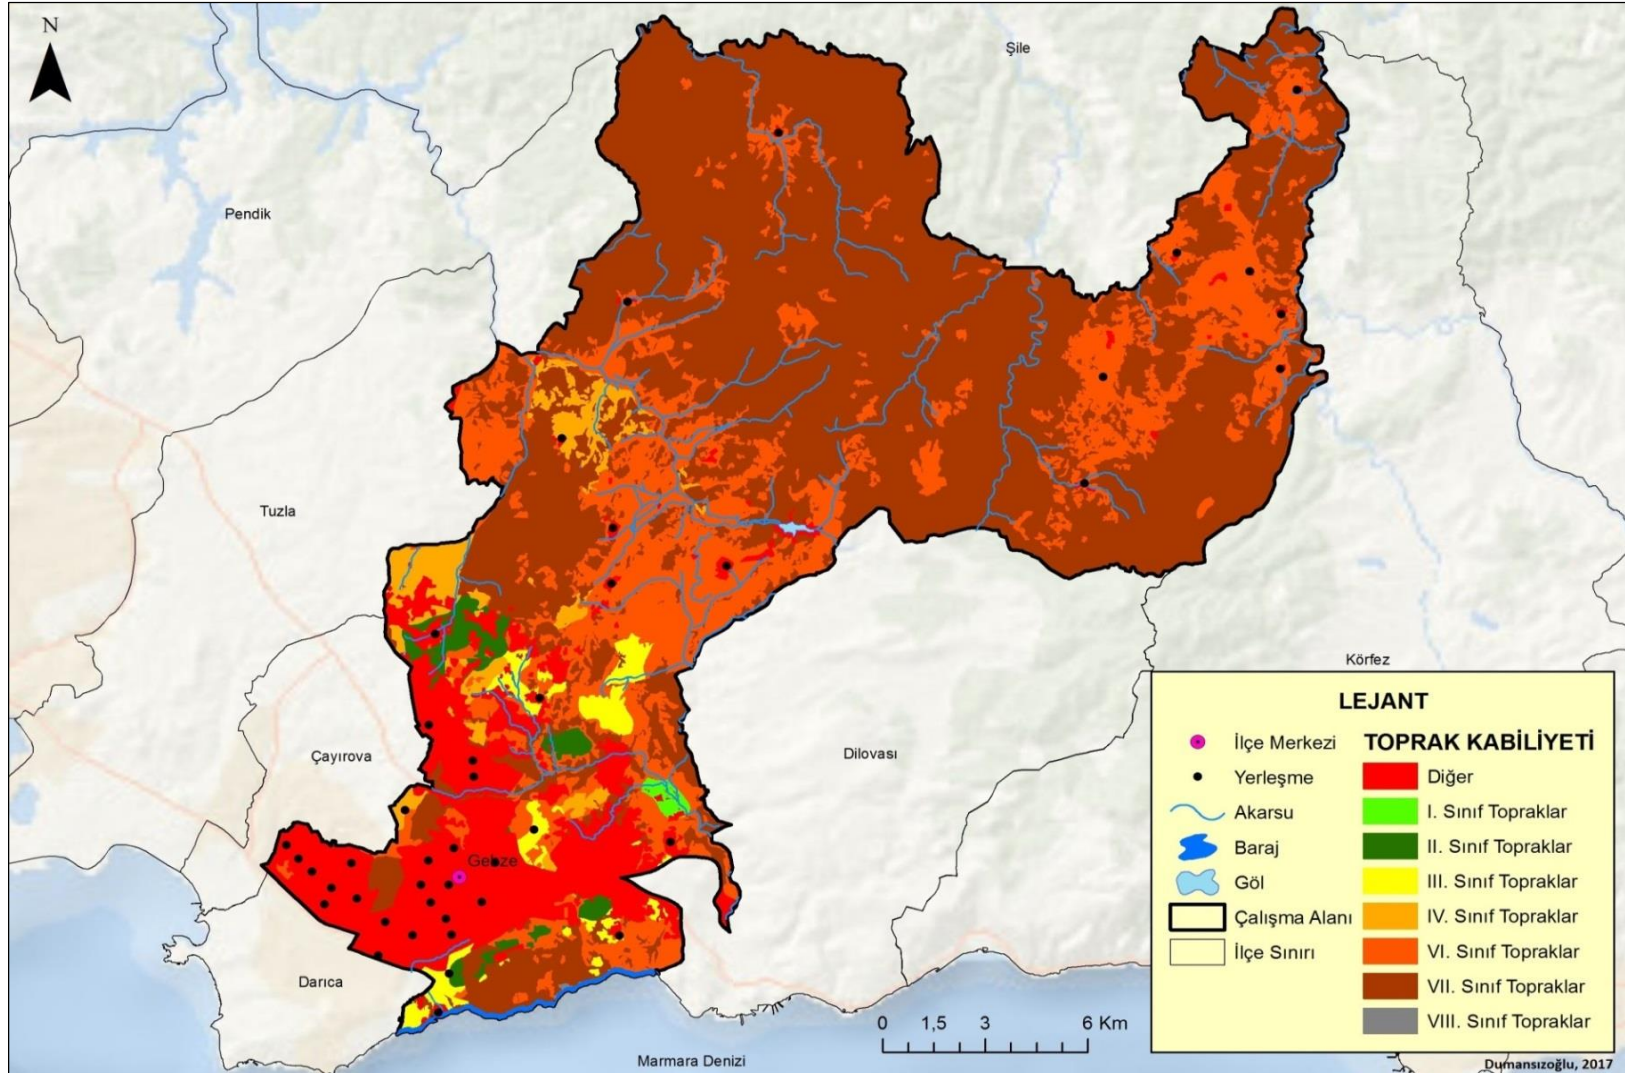 N
Şile
Pendik
Tuzla
Körfez
Çayırova
Dilovası
Gebze
Darıca
Marmara Denizi
0 1,5 3 6 Km
LEJANT
İlçe Merkezi
Yerleşme
Akarsu
Baraj
Göl
Çalışma Alanı
İlçe Sınırı
TOPRAK KABİLİYETİ
Diğer
I. Sınıf Topraklar
II. Sınıf Topraklar
III. Sınıf Topraklar
IV. Sınıf Topraklar
VI. Sınıf Topraklar
VII. Sınıf Topraklar
VIII. Sınıf Topraklar
Dumansızoğlu, 2017